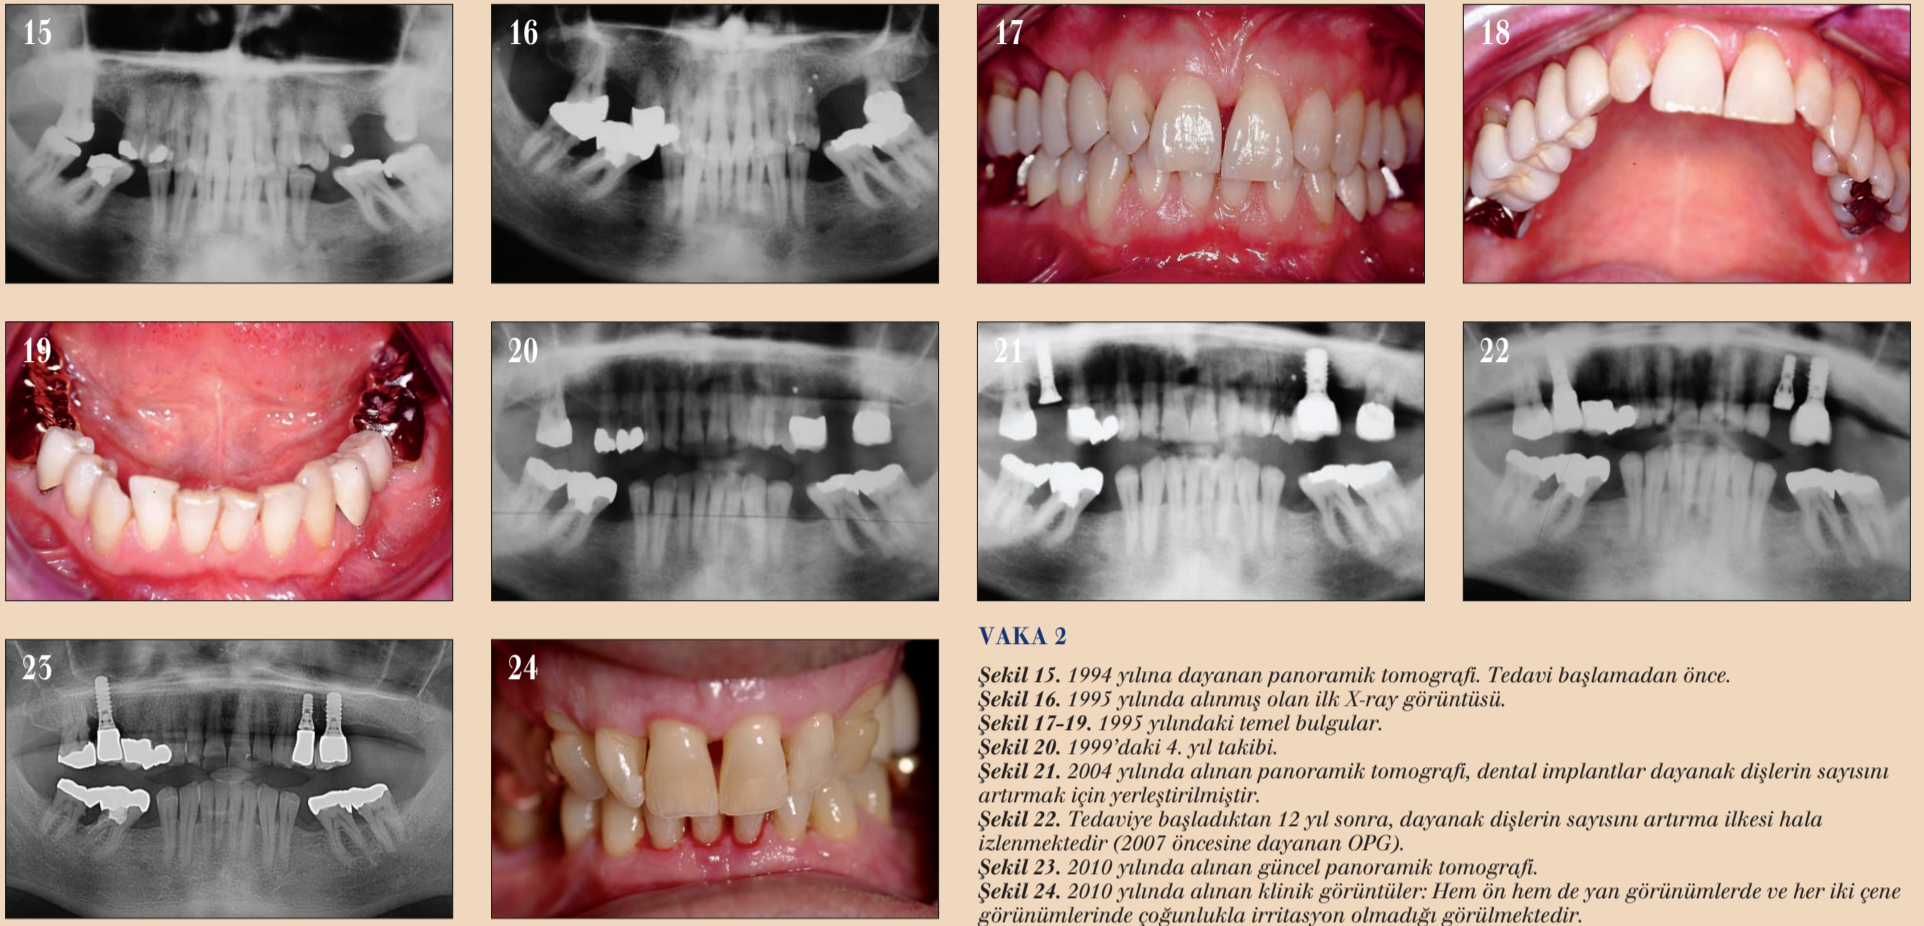 15
16
17
18
19
20
21
22
23
24
VAKA 2
Şekil 15. 1994 yılına dayanan panoramik tomografi. Tedavi başlamadan önce.
Şekil 16. 1995 yılında alınmış olan ilk X-ray görüntüsü.
Şekil 17-19. 1995 yılındaki temel bulgular.
Şekil 20. 1999’daki 4. yıl takibi.
Şekil 21. 2004 yılında alınan panoramik tomografi, dental implantlar dayanak dişlerin sayısını
artırmak için yerleştirilmiştir.
Şekil 22. Tedaviye başladıktan 12 yıl sonra, dayanak dişlerin sayısını artırma ilkesi hala
izlenmektedir (2007 öncesine dayanan OPG).
Şekil 23. 2010 yılında alınan güncel panoramik tomografi.
Şekil 24. 2010 yılında alınan klinik görüntüler: Hem ön hem de yan görünümlerde ve her iki çene
görünümlerinde çoğunlukla irritasyon olmadığı görülmektedir.